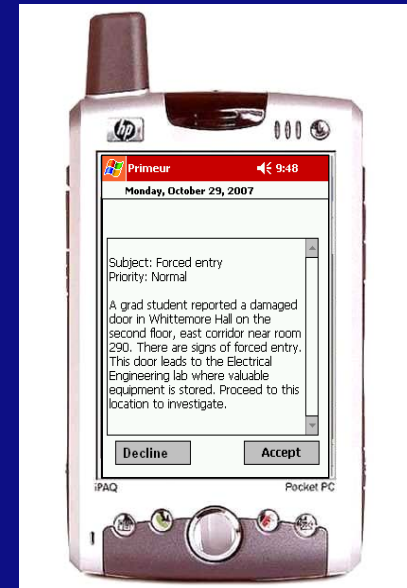 hp
Primeur 9:48
Monday, October 29, 2007
Subject: Forced entry
Priority: Normal
A grad student reported a damaged
door in Whittemore Hall on the
second floor, east corridor near room
290. There are signs of forced entry.
This door leads to the Electrical
Engineering lab where valuable
equipment is stored. Proceed to this
location to investigate.
Decline Accept
iPAQ Pocket PC